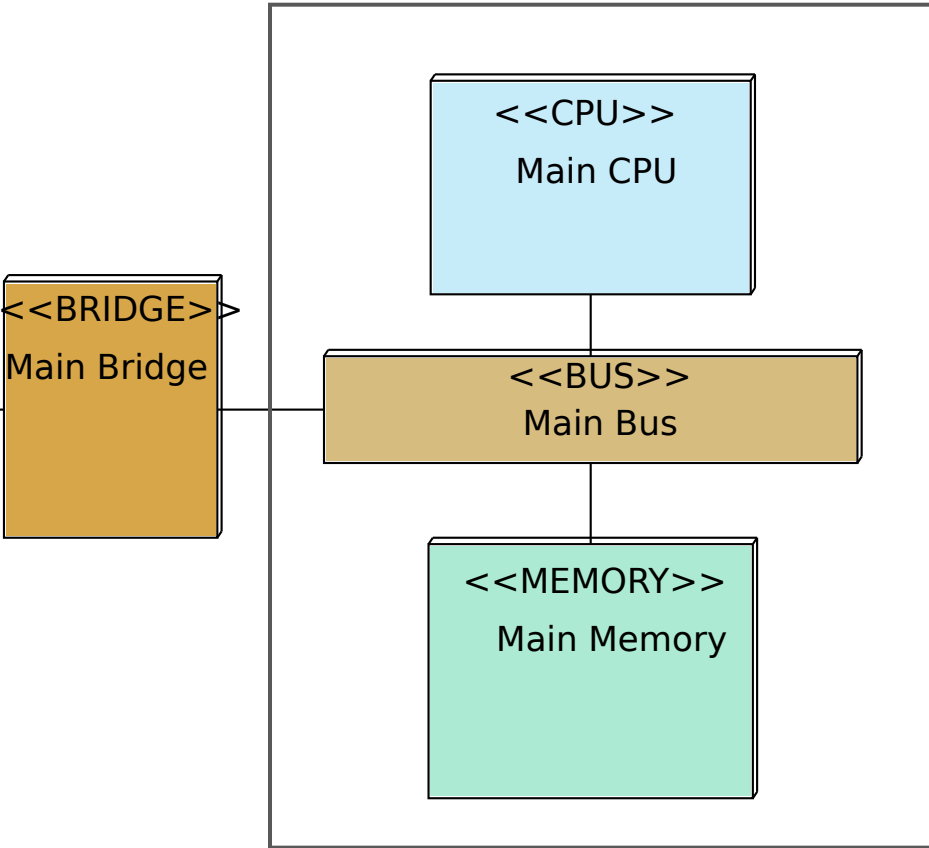 <<CPU>>
Main CPU
<<BRIDGE>>
Main Bridge
<<BUS>>
Main Bus
<<MEMORY>>
Main Memory